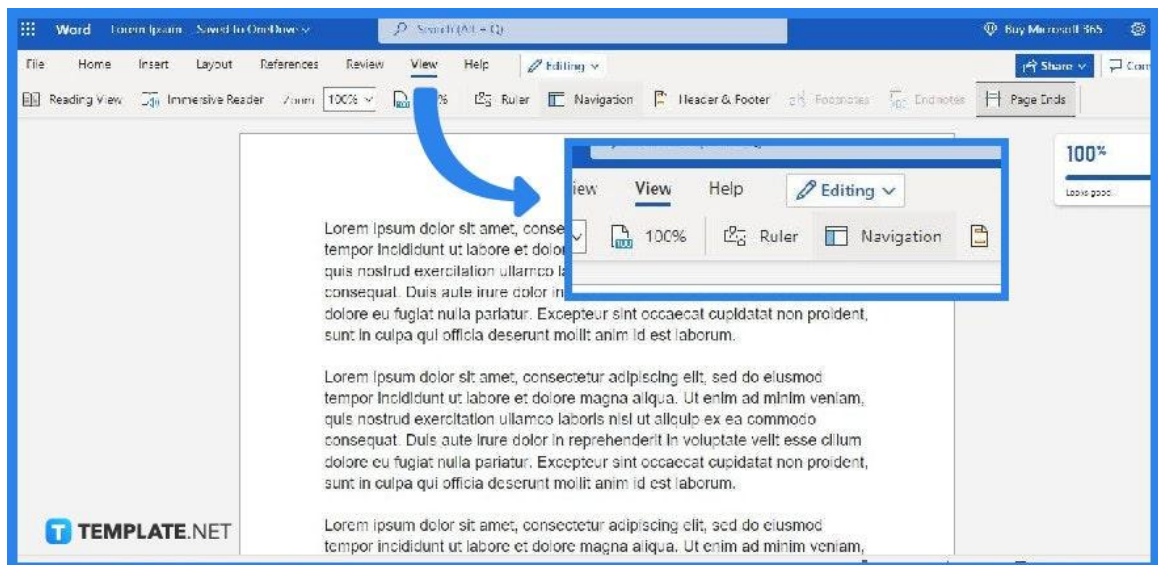 Word Lorem Ipsum - Saved to OneDrive
Search (Alt + Q)
Buy Microsoft 365
File Home Insert Layout References Review View Help Editing
Share
Reading View Immersive Reader Zoom 100% Ruler Navigation Header & Footer Footnotes Endnotes Page Ends
100%
Looks good
iew View Help Editing
100% Ruler Navigation
Lorem ipsum dolor sit amet, conse
tempor incididunt ut labore et dolo
quis nostrud exercitation ullamco la
consequat. Duis aute irure dolor in
dolore eu fugiat nulla pariatur. Excepteur sint occaecat cupidatat non proident,
sunt in culpa qui officia deserunt mollit anim id est laborum.
Lorem ipsum dolor sit amet, consectetur adipiscing elit, sed do eiusmod
tempor incididunt ut labore et dolore magna aliqua. Ut enim ad minim veniam,
quis nostrud exercitation ullamco laboris nisi ut aliquip ex ea commodo
consequat. Duis aute irure dolor in reprehenderit in voluptate velit esse cillum
dolore eu fugiat nulla pariatur. Excepteur sint occaecat cupidatat non proident,
sunt in culpa qui officia deserunt mollit anim id est laborum.
Lorem ipsum dolor sit amet, consectetur adipiscing elit, sed do eiusmod
tempor incididunt ut labore et dolore magna aliqua. Ut enim ad minim veniam,
T TEMPLATE.NET